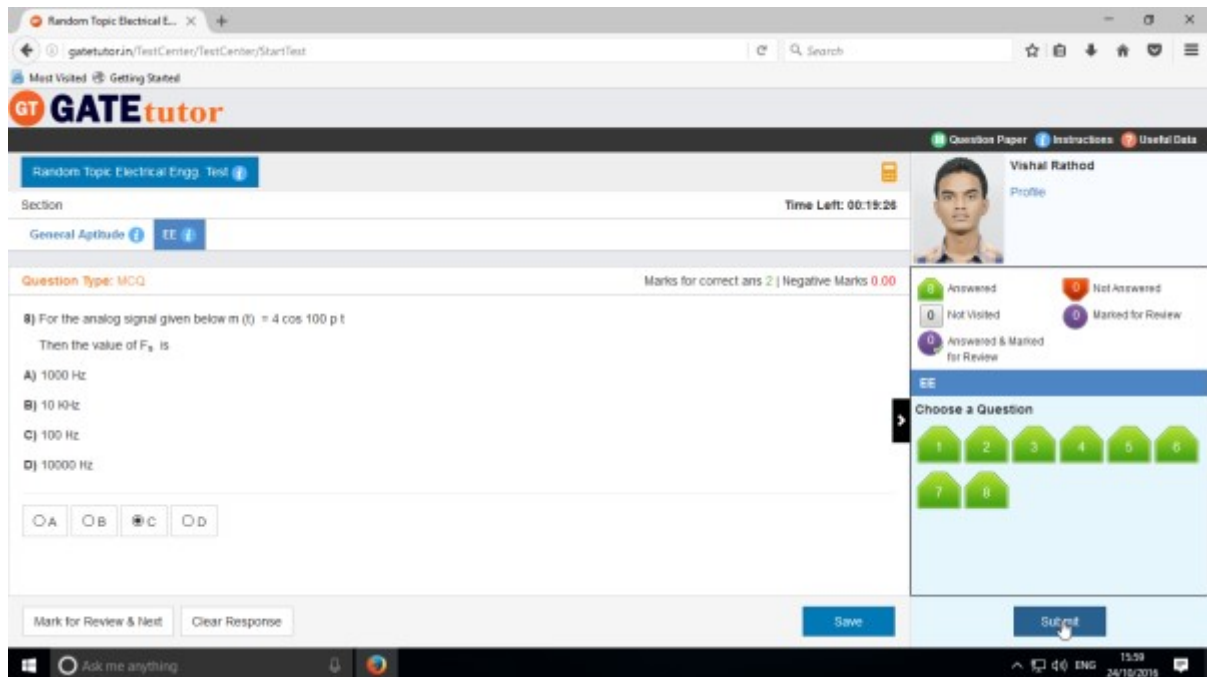 Random Topic Electrical E...
gatetutor.in/TestCenter/TestCenter/StartTest
Search
Most Visited Getting Started
GT GATEtutor
Question Paper Instructions Useful Data
Random Topic Electrical Engg. Test
Vishal Rathod
Profile
Section
Time Left: 00:19:26
General Aptitude EE
Question Type: MCQ
Marks for correct ans 2 | Negative Marks 0.00
8) For the analog signal given below m (t) = 4 cos 100 p t
Then the value of Fs is
A) 1000 Hz
B) 10 KHz
C) 100 Hz
D) 10000 Hz
A B C D
8 Answered
0 Not Answered
0 Not Visited
0 Marked for Review
0 Answered & Marked
for Review
EE
Choose a Question
1 2 3 4 5 6
7 8
Mark for Review & Next Clear Response Save Submit
Ask me anything
ENG
15:59
24/10/2016